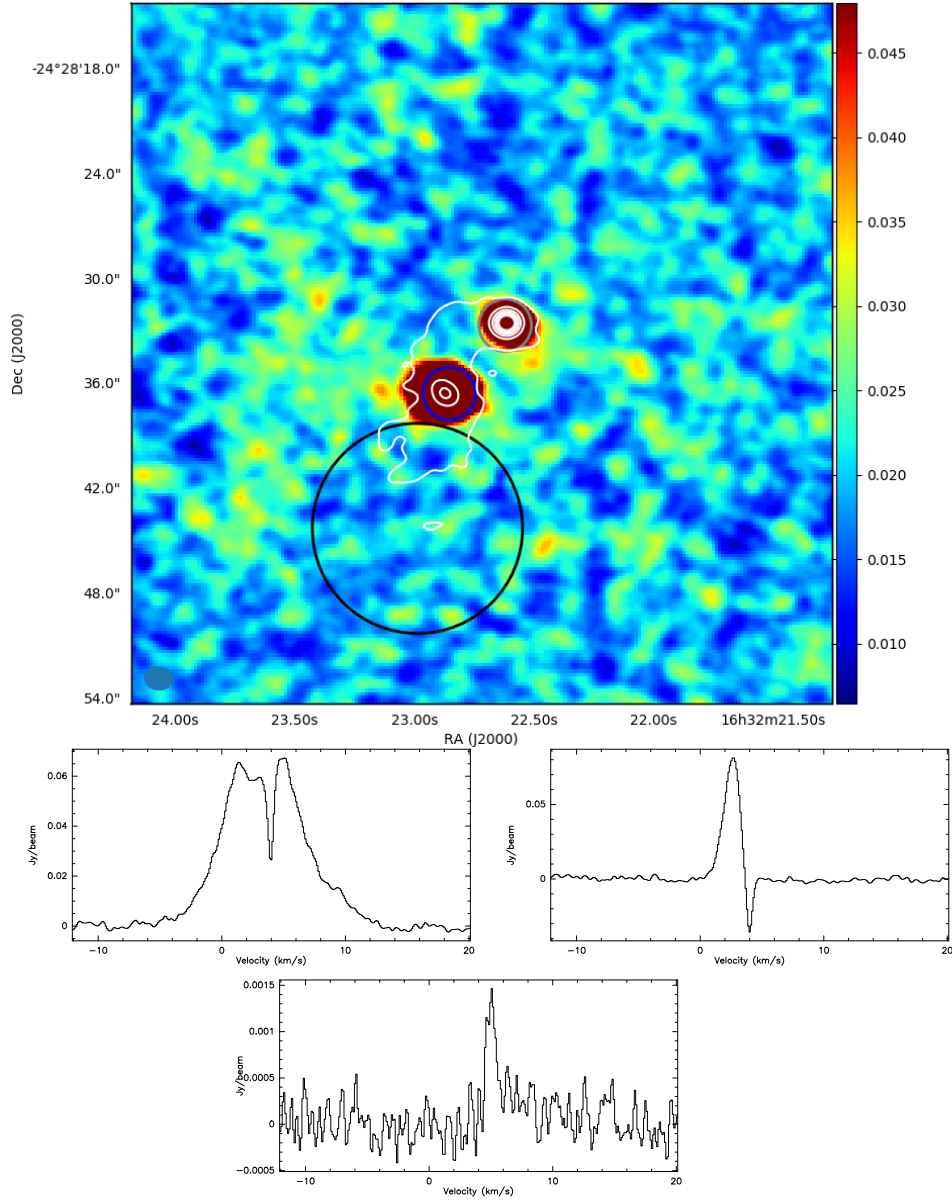 -24°28'18.0"
24.0"
30.0"
36.0"
42.0"
48.0"
54.0"
Dec (J2000)
24.00s
23.50s
23.00s
22.50s
22.00s
16h32m21.50s
RA (J2000)
0.045
0.040
0.035
0.030
0.025
0.020
0.015
0.010
0.06
0.04
0.02
0
Jy/beam
−10
0
10
20
Velocity (km/s)
0.05
0
Jy/beam
−10
0
10
20
Velocity (km/s)
0.0015
0.001
0.0005
0
−0.0005
Jy/beam
−10
0
10
20
Velocity (km/s)